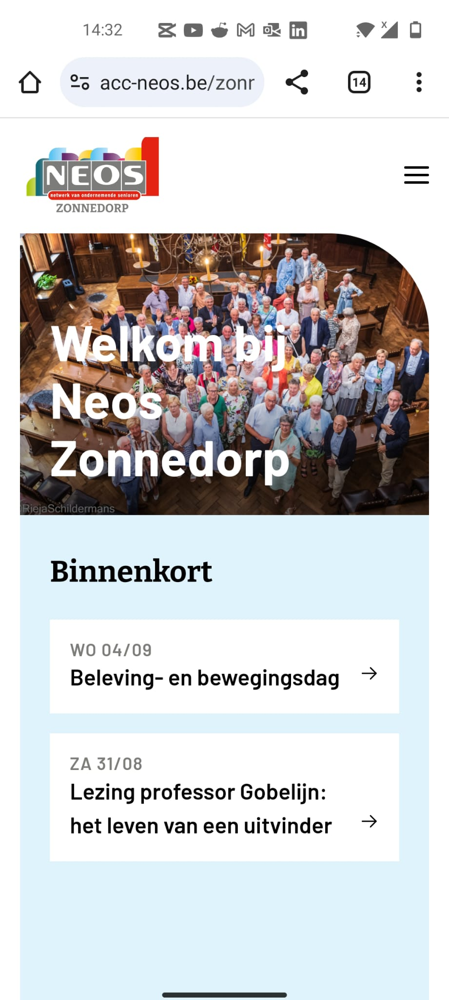 14:32
acc-neos.be/zonr
14
NEOS
netwerk van ondernemende senioren
ZONNEDORP
Welkom bij
Neos
Zonnedorp
©RiejaSchildermans
Binnenkort
WO 04/09
Beleving- en bewegingsdag
ZA 31/08
Lezing professor Gobelijn:
het leven van een uitvinder